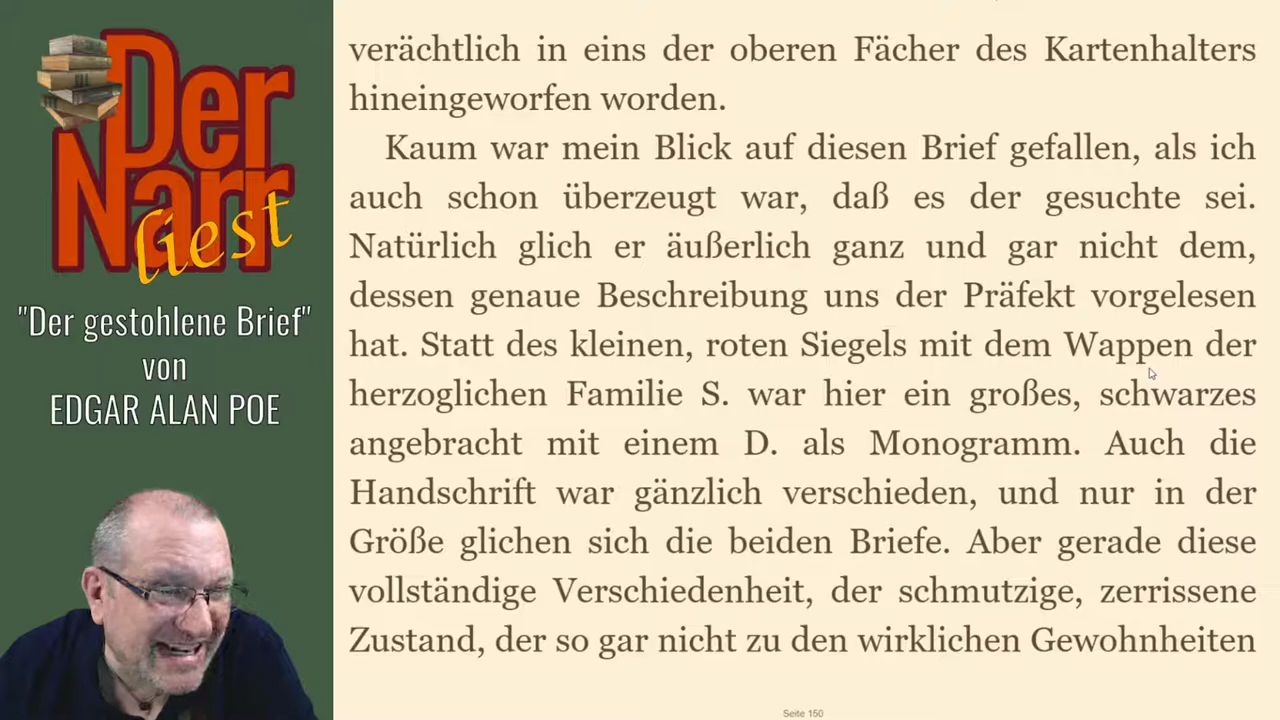 Der
Narr
liest
"Der gestohlene Brief"
von
EDGAR ALAN POE
verächtlich in eins der oberen Fächer des Kartenhalters
hineingeworfen worden.
Kaum war mein Blick auf diesen Brief gefallen, als ich
auch schon überzeugt war, daß es der gesuchte sei.
Natürlich glich er äußerlich ganz und gar nicht dem,
dessen genaue Beschreibung uns der Präfekt vorgelesen
hat. Statt des kleinen, roten Siegels mit dem Wappen der
herzoglichen Familie S. war hier ein großes, schwarzes
angebracht mit einem D. als Monogramm. Auch die
Handschrift war gänzlich verschieden, und nur in der
Größe glichen sich die beiden Briefe. Aber gerade diese
vollständige Verschiedenheit, der schmutzige, zerrissene
Zustand, der so gar nicht zu den wirklichen Gewohnheiten
Seite 150